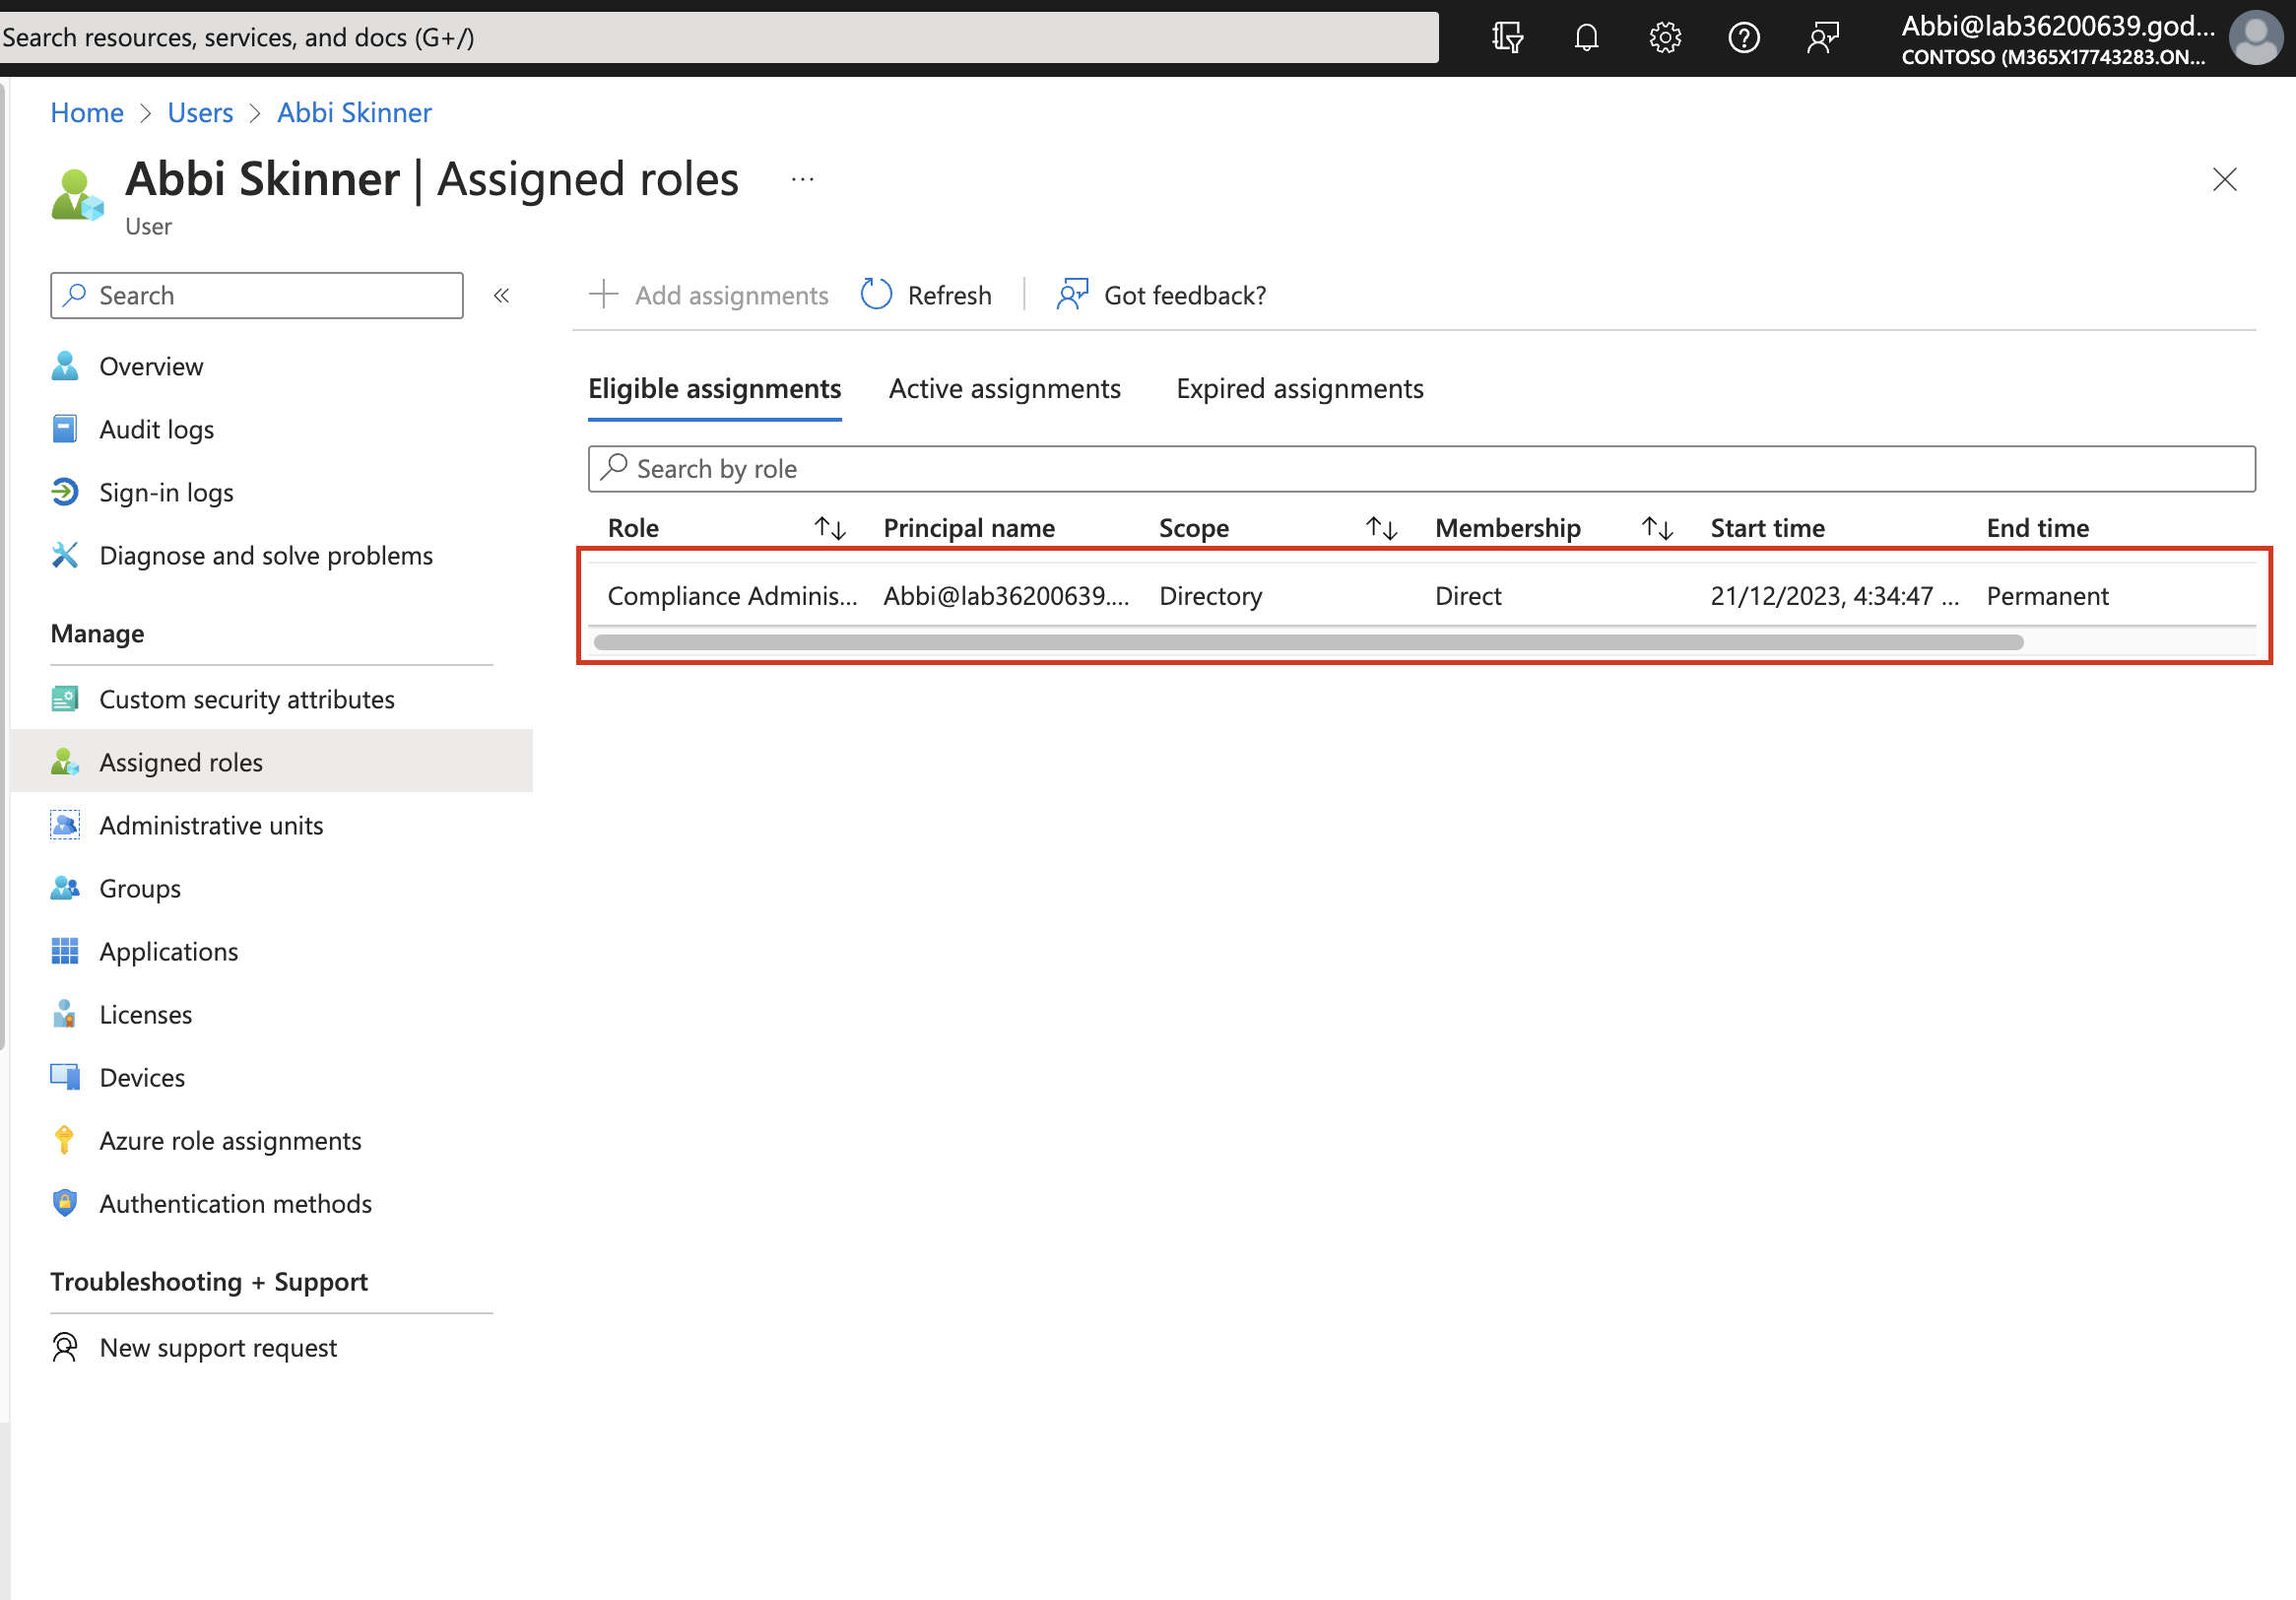 Search resources, services, and docs (G+/)
Abbi@lab36200639.god...
CONTOSO (M365X17743283.ON...
Home > Users > Abbi Skinner
Abbi Skinner | Assigned roles ...
User
Search «
Add assignments Refresh Got feedback?
Overview
Audit logs
Sign-in logs
Diagnose and solve problems
Manage
Custom security attributes
Assigned roles
Administrative units
Groups
Applications
Licenses
Devices
Azure role assignments
Authentication methods
Troubleshooting + Support
New support request
Eligible assignments Active assignments Expired assignments
Search by role
Role Principal name Scope Membership Start time End time
Compliance Adminis... Abbi@lab36200639.... Directory Direct 21/12/2023, 4:34:47 ... Permanent